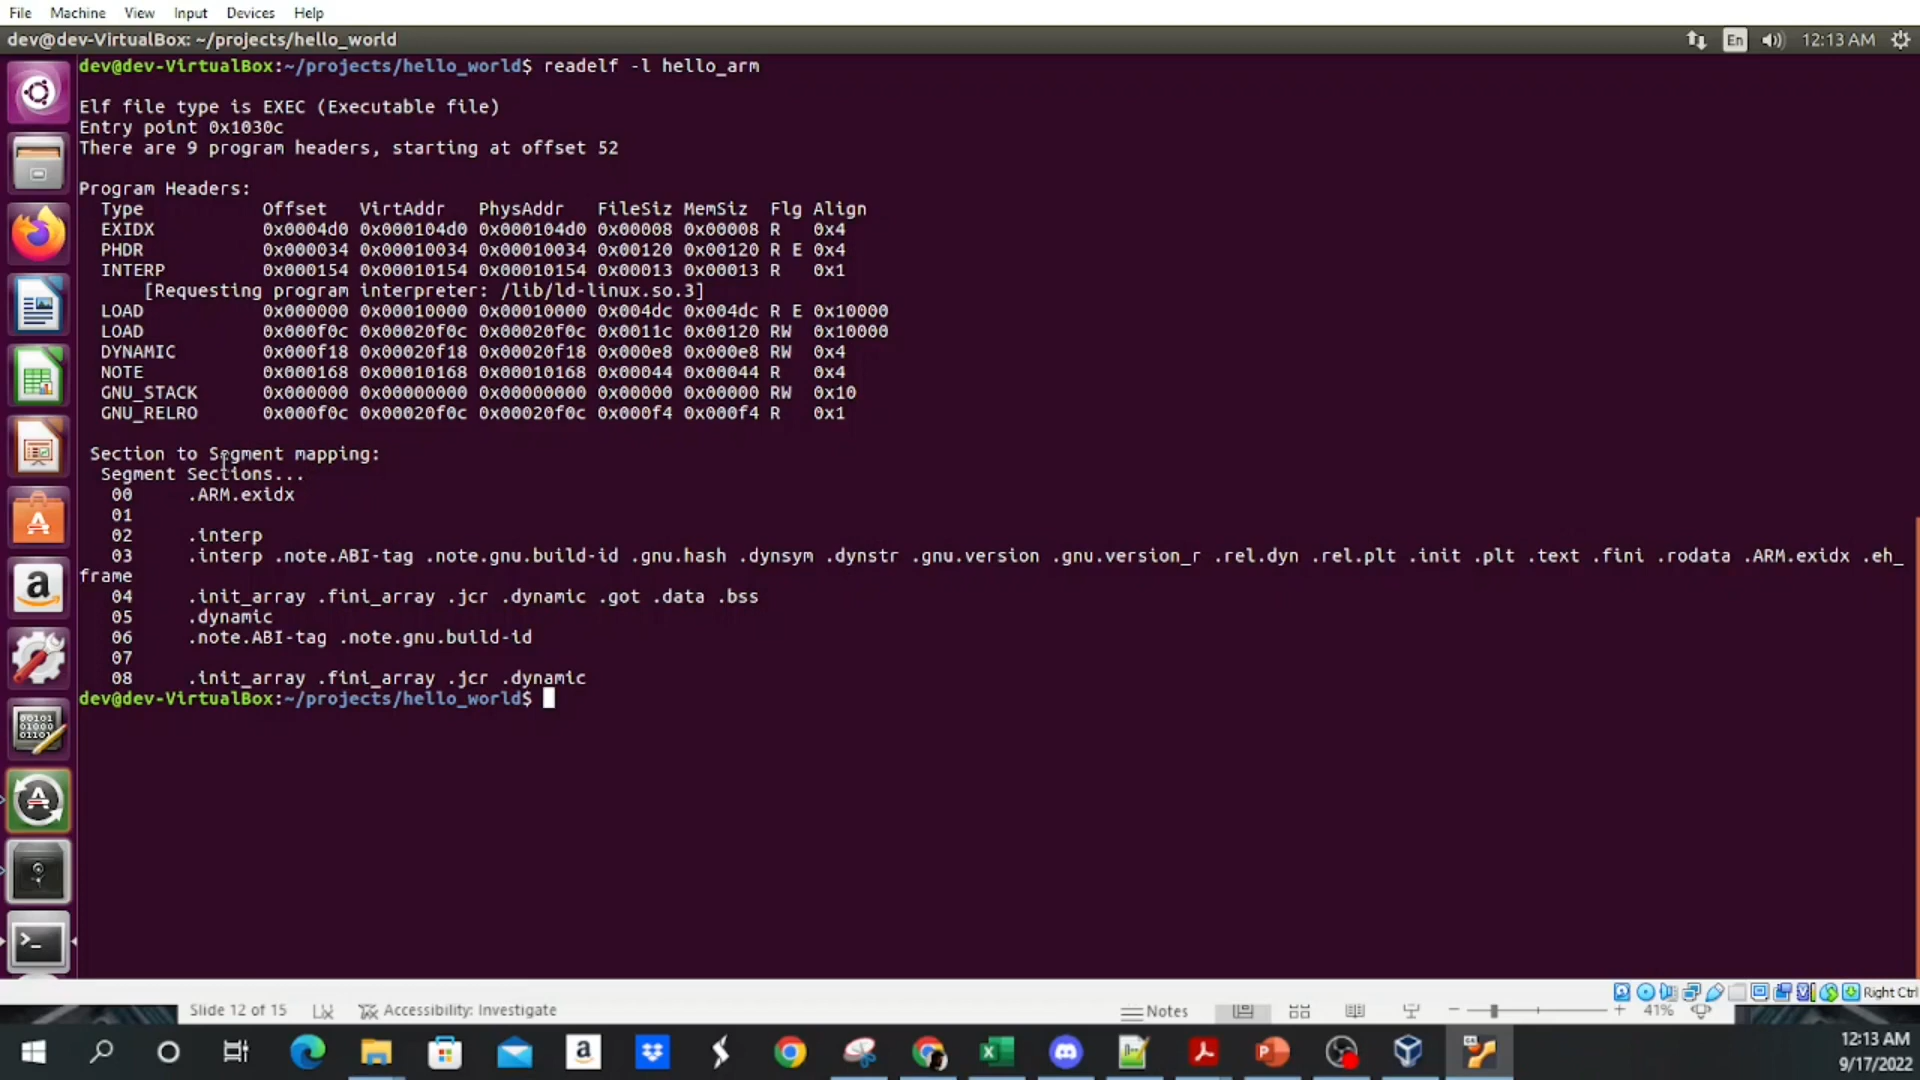 File Machine View Input Devices Help
dev@dev-VirtualBox: ~/projects/hello_world En 12:13 AM
dev@dev-VirtualBox:~/projects/hello_world$ readelf -l hello_arm
Elf file type is EXEC (Executable file)
Entry point 0x1030c
There are 9 program headers, starting at offset 52
Program Headers:
Type Offset VirtAddr PhysAddr FileSiz MemSiz Flg Align
EXIDX 0x0004d0 0x000104d0 0x000104d0 0x00008 0x00008 R 0x4
PHDR 0x000034 0x00010034 0x00010034 0x00120 0x00120 R E 0x4
INTERP 0x000154 0x00010154 0x00010154 0x00013 0x00013 R 0x1
[Requesting program interpreter: /lib/ld-linux.so.3]
LOAD 0x000000 0x00010000 0x00010000 0x004dc 0x004dc R E 0x10000
LOAD 0x000f0c 0x00020f0c 0x00020f0c 0x0011c 0x00120 RW 0x10000
DYNAMIC 0x000f18 0x00020f18 0x00020f18 0x000e8 0x000e8 RW 0x4
NOTE 0x000168 0x00010168 0x00010168 0x00044 0x00044 R 0x4
GNU_STACK 0x000000 0x00000000 0x00000000 0x00000 0x00000 RW 0x10
GNU_RELRO 0x000f0c 0x00020f0c 0x00020f0c 0x000f4 0x000f4 R 0x1
Section to Segment mapping:
Segment Sections...
00 .ARM.exidx
01
02 .interp
03 .interp .note.ABI-tag .note.gnu.build-id .gnu.hash .dynsym .dynstr .gnu.version .gnu.version_r .rel.dyn .rel.plt .init .plt .text .fini .rodata .ARM.exidx .eh_
frame
04 .init_array .fini_array .jcr .dynamic .got .data .bss
05 .dynamic
06 .note.ABI-tag .note.gnu.build-id
07
08 .init_array .fini_array .jcr .dynamic
dev@dev-VirtualBox:~/projects/hello_world$
Right Ctrl
Slide 12 of 15 Accessibility: Investigate Notes 41%
12:13 AM
9/17/2022